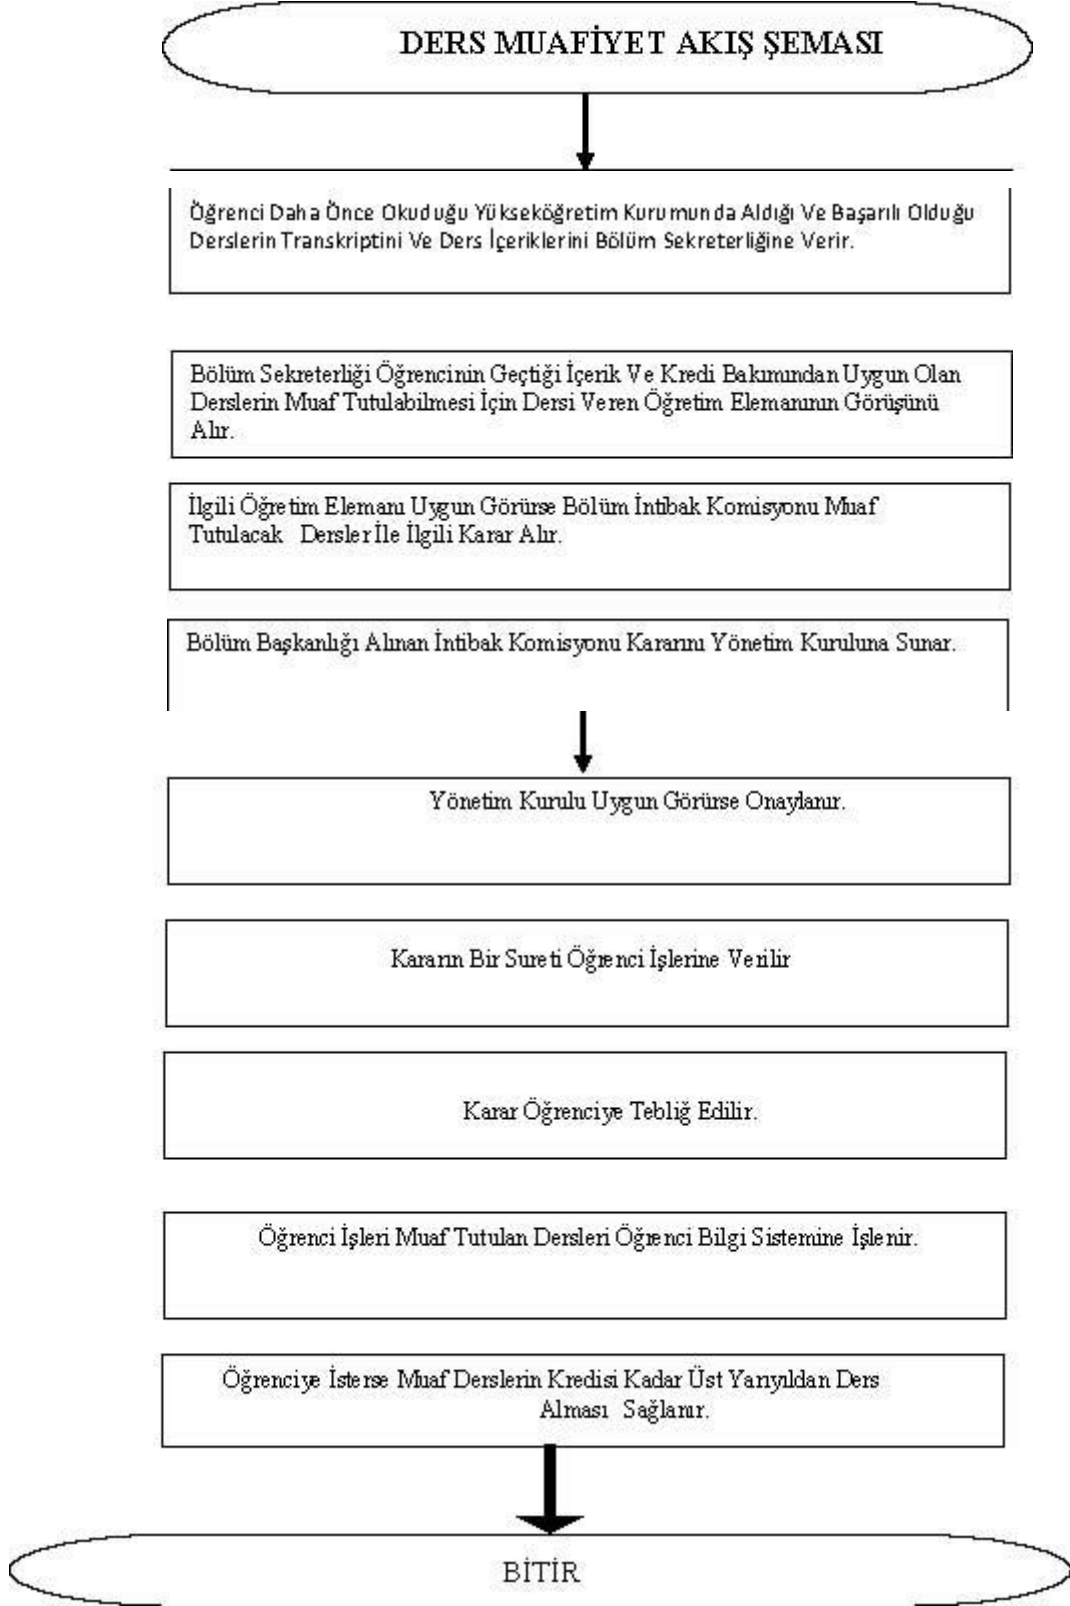 DERS MUAFİYET AKIŞ ŞEMASI
Öğrenci Daha Önce Okuduğu Yükseköğretim Kurumunda Aldığı Ve Başarılı Olduğu
Derslerin Transkriptini Ve Ders İçeriklerini Bölüm Sekreterliğine Verir.
Bölüm Sekreterliği Öğrencinin Geçtiği İçerik Ve Kredi Bakımından Uygun Olan
Derslerin Muaf Tutulabilmesi İçin Dersi Veren Öğretim Elemanının Görüşünü
Alır.
İlgili Öğretim Elemanı Uygun Görürse Bölüm İntibak Komisyonu Muaf
Tutulacak Dersler İle İlgili Karar Alır.
Bölüm Başkanlığı Alınan İntibak Komisyonu Kararını Yönetim Kuruluna Sunar.
Yönetim Kurulu Uygun Görürse Onaylanır.
Kararın Bir Sureti Öğrenci İşlerine Verilir
Karar Öğrenciye Tebliğ Edilir.
Öğrenci İşleri Muaf Tutulan Dersleri Öğrenci Bilgi Sistemine İşlenir.
Öğrenciye İsterse Muaf Derslerin Kredisi Kadar Üst Yarıyıldan Ders
Alması Sağlanır.
BİTİR